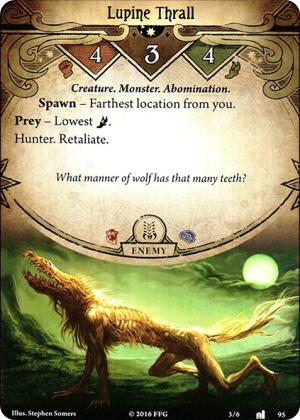 Lupine Thrall
4 3 4
Creature. Monster. Abomination.
Spawn – Farthest location from you.
Prey – Lowest .
Hunter. Retaliate.
What manner of wolf has that many teeth?
ENEMY
Illus. Stephen Somers © 2016 FFG 3/6 95